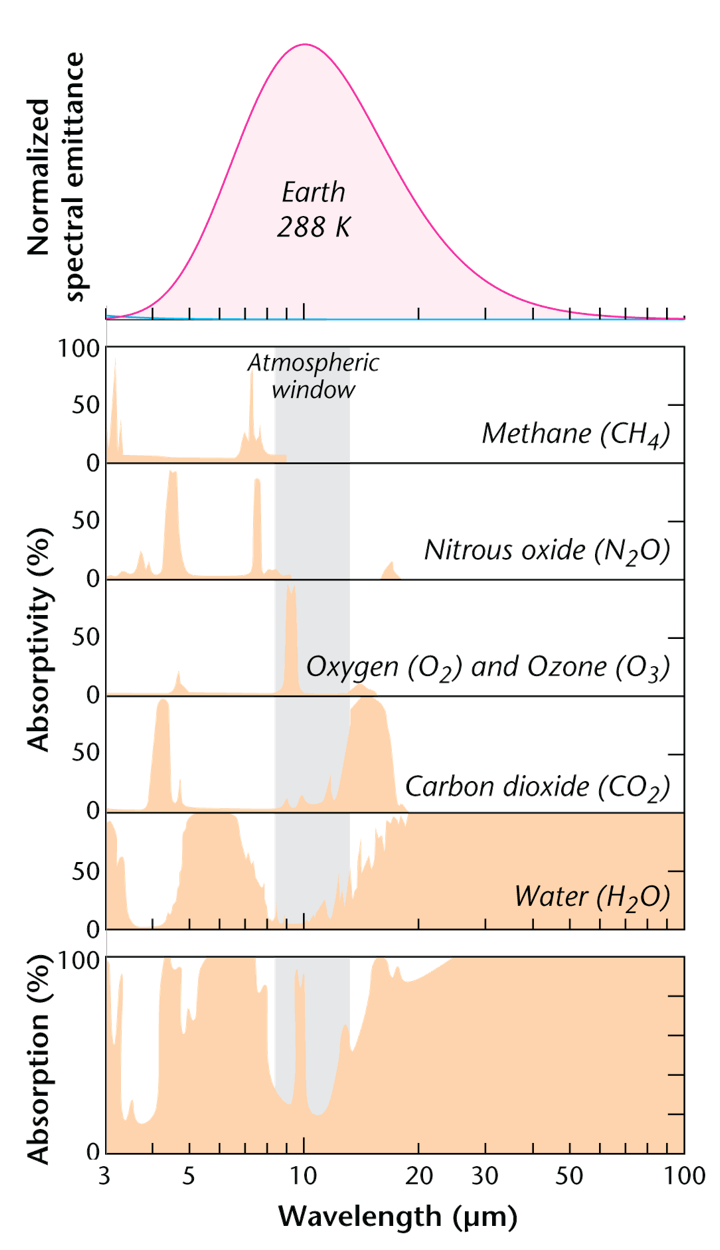 Normalized
spectral emittance
Earth
288 K
Absorptivity (%)
100
50
0
Atmospheric
window
Methane (CH₄)
50
0
Nitrous oxide (N₂O)
50
0
Oxygen (O₂) and Ozone (O₃)
50
0
Carbon dioxide (CO₂)
50
0
Water (H₂O)
Absorption (%)
100
0
3 5 10 20 30 50 100
Wavelength (μm)